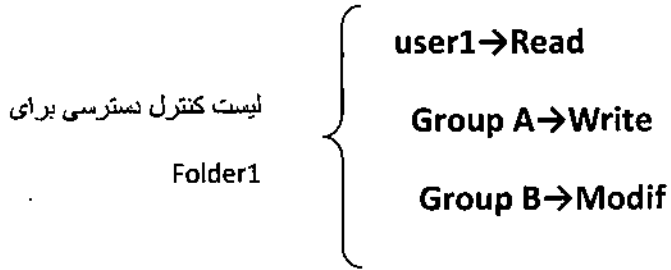 user1→Read
لیست کنترل دسترسی برای
Group A→Write
Folder1
Group B→Modif